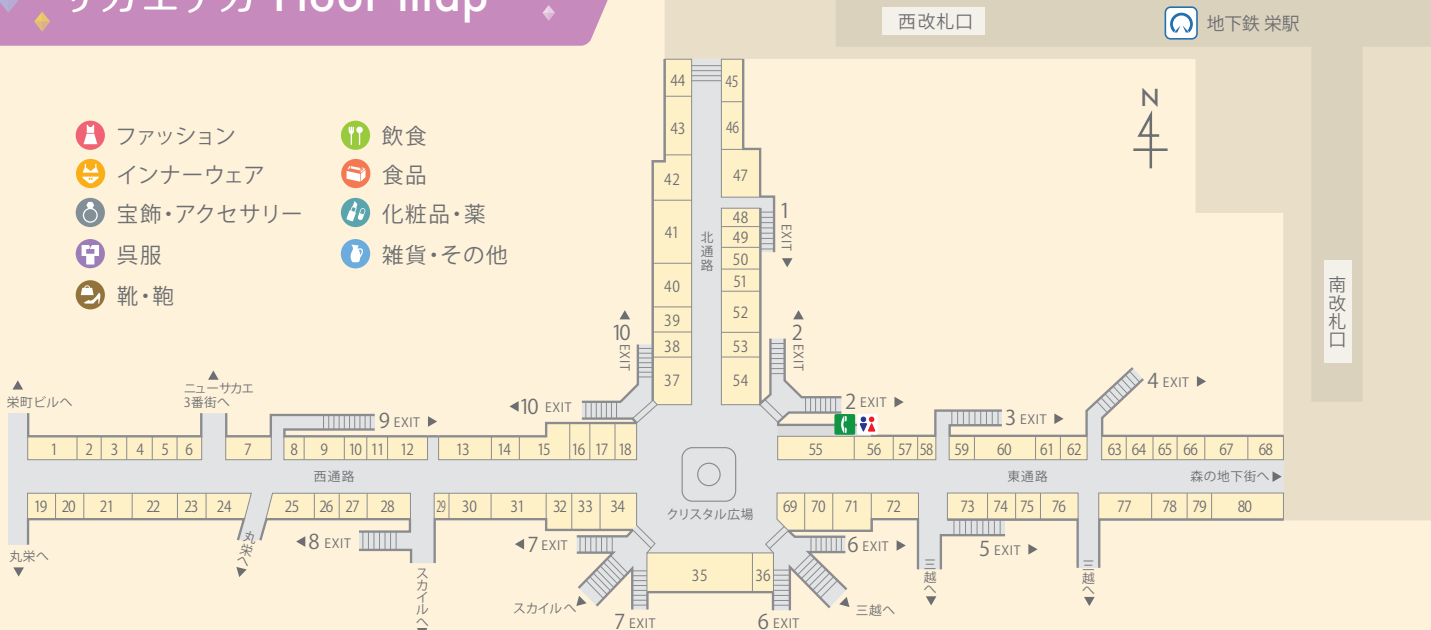 サカエチカ Floor map
西改札口
地下鉄 栄駅
N
ファッション
インナーウェア
宝飾・アクセサリー
呉服
靴・鞄
飲食
食品
化粧品・薬
雑貨・その他
南改札口
44
43
42
41
40
39
38
37
45
46
47
48
49
50
51
52
53
54
北通路
1 EXIT
10 EXIT
2 EXIT
10 EXIT
2 EXIT
3 EXIT
4 EXIT
9 EXIT
栄町ビルへ
ニューサカエ
3番街へ
1 2 3 4 5 6 7 8 9 10 11 12 13 14 15 16 17 18
55 56 57 58 59 60 61 62 63 64 65 66 67 68
西通路
東通路
森の地下街へ
クリスタル広場
19 20 21 22 23 24 25 26 27 28 29 30 31 32 33 34
69 70 71 72 73 74 75 76 77 78 79 80
丸栄へ
丸栄へ
8 EXIT
スカイルへ
7 EXIT
スカイルへ
7 EXIT
35 36
6 EXIT
6 EXIT
三越へ
三越へ
5 EXIT
三越へ